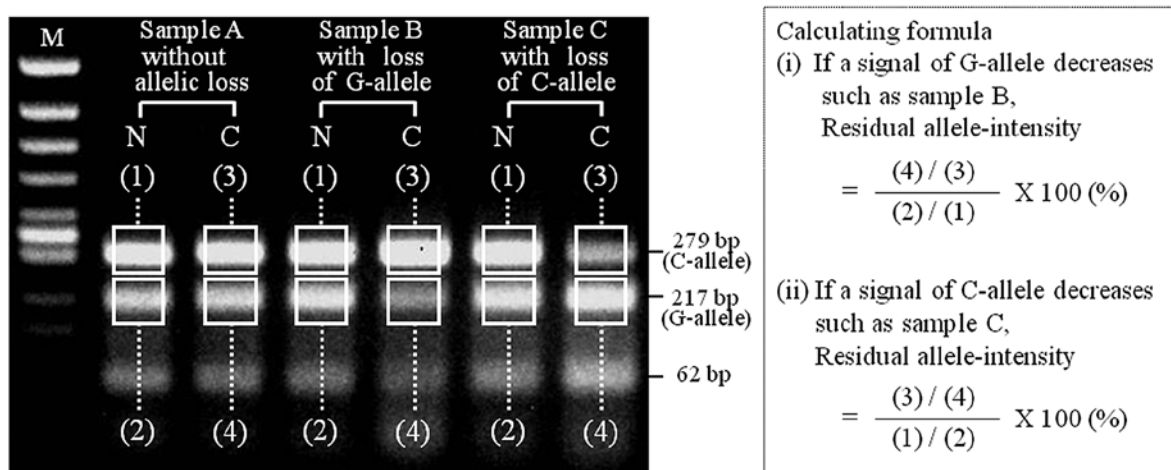 M
Sample A
without
allelic loss
Sample B
with loss
of G-allele
Sample C
with loss
of C-allele
N C N C N C
(1) (3) (1) (3) (1) (3)
279 bp
(C-allele)
217 bp
(G-allele)
62 bp
(2) (4) (2) (4) (2) (4)
Calculating formula
(i) If a signal of G-allele decreases
such as sample B,
Residual allele-intensity
= (4) / (3)
(2) / (1)
X 100 (%)
(ii) If a signal of C-allele decreases
such as sample C,
Residual allele-intensity
= (3) / (4)
(1) / (2)
X 100 (%)